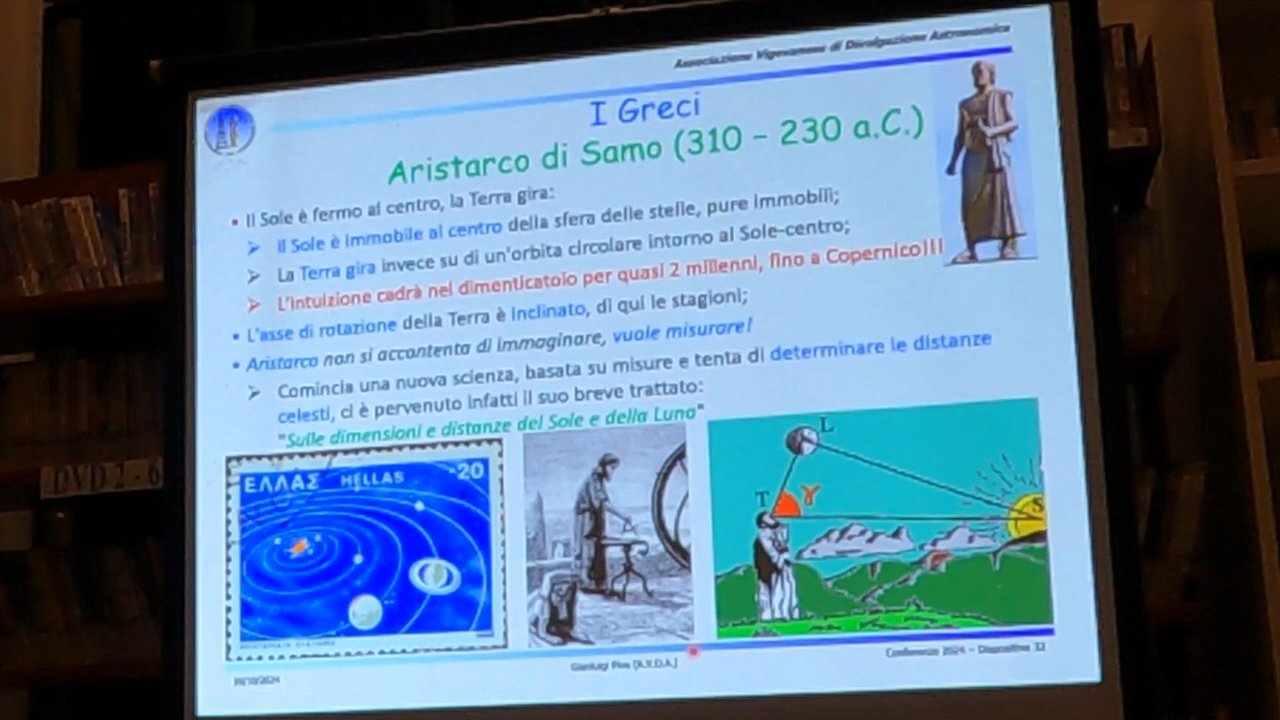 Associazione Vigevanese di Divulgazione Astronomica
I Greci
Aristarco di Samo (310 - 230 a.C.)
• Il Sole è fermo al centro, la Terra gira:
➢ Il Sole è immobile al centro della sfera delle stelle, pure immobili;
➢ La Terra gira invece su di un'orbita circolare intorno al Sole-centro;
➢ L'intuizione cadrà nel dimenticatoio per quasi 2 millenni, fino a Copernico!!!
• L'asse di rotazione della Terra è inclinato, di qui le stagioni;
• Aristarco non si accontenta di immaginare, vuole misurare!
➢ Comincia una nuova scienza, basata su misure e tenta di determinare le distanze
celesti, ci è pervenuto infatti il suo breve trattato:
"Sulle dimensioni e distanze del Sole e della Luna"
ΕΛΛΑΣ HELLAS 20
L
T γ S
DVD 2-6
Gianluigi [A.V.D.A.]
Conferenze 2024 - Diapositiva